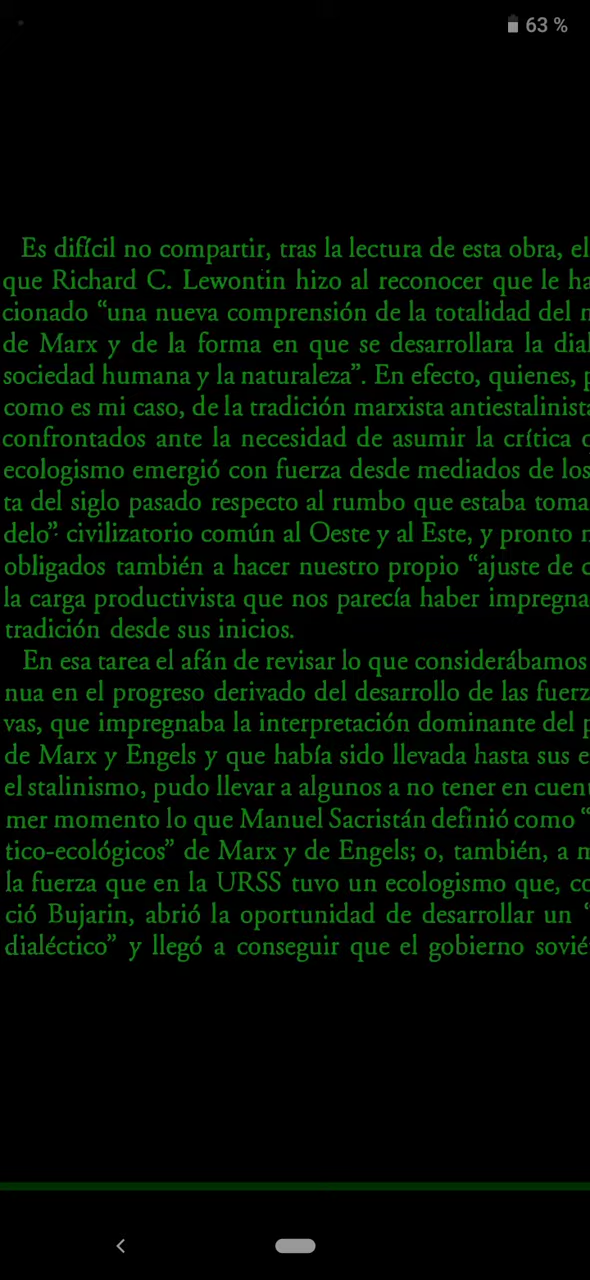 63 %
Es difícil no compartir, tras la lectura de esta obra, el
que Richard C. Lewontin hizo al reconocer que le ha
cionado “una nueva comprensión de la totalidad del
de Marx y de la forma en que se desarrollara la dia
sociedad humana y la naturaleza”. En efecto, quienes, p
como es mi caso, de la tradición marxista antiestalinista
confrontados ante la necesidad de asumir la crítica
ecologismo emergió con fuerza desde mediados de los
ta del siglo pasado respecto al rumbo que estaba toma
delo” civilizatorio común al Oeste y al Este, y pronto
obligados también a hacer nuestro propio “ajuste de c
la carga productivista que nos parecía haber impregna
tradición desde sus inicios.
En esa tarea el afán de revisar lo que considerábamos
nua en el progreso derivado del desarrollo de las fuerz
vas, que impregnaba la interpretación dominante del p
de Marx y Engels y que había sido llevada hasta sus e
el stalinismo, pudo llevar a algunos a no tener en cuen
mer momento lo que Manuel Sacristán definió como “
tico-ecológicos” de Marx y de Engels; o, también, a m
la fuerza que en la URSS tuvo un ecologismo que, co
ció Bujarin, abrió la oportunidad de desarrollar un “
dialéctico” y llegó a conseguir que el gobierno sovié